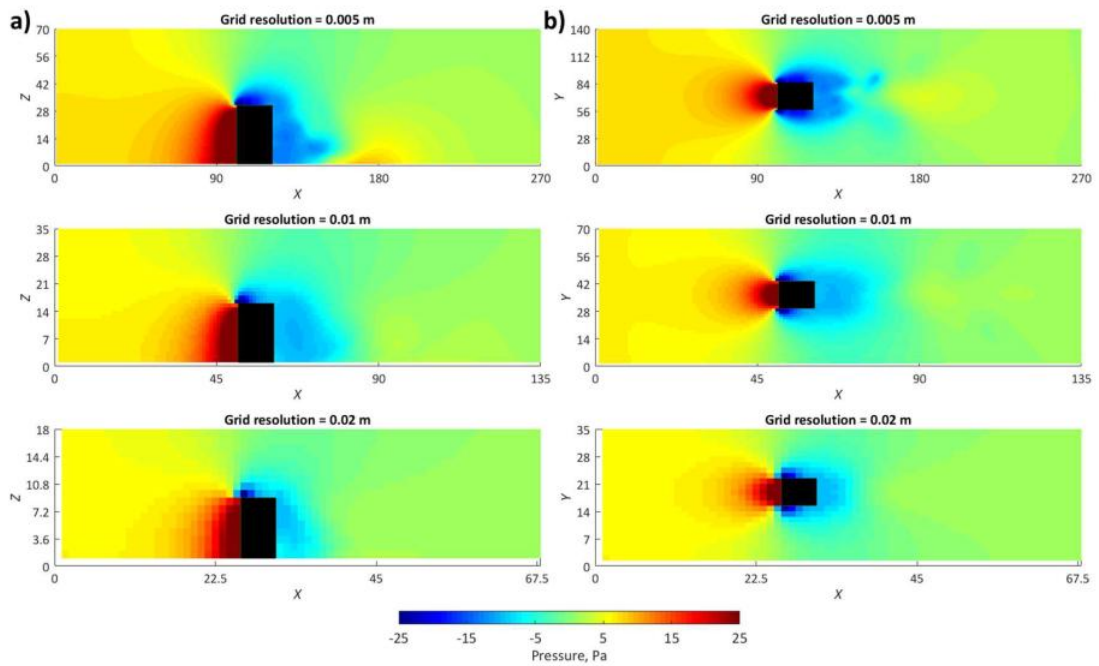 a)
Grid resolution = 0.005 m
70
56
42
28
14
0
Z
0 90 180 270
X
b)
Grid resolution = 0.005 m
140
112
84
56
28
0
Y
0 90 180 270
X
Grid resolution = 0.01 m
35
28
21
14
7
0
Z
0 45 90 135
X
Grid resolution = 0.01 m
70
56
42
28
14
0
Y
0 45 90 135
X
Grid resolution = 0.02 m
18
14.4
10.8
7.2
3.6
0
Z
0 22.5 45 67.5
X
Grid resolution = 0.02 m
35
28
21
14
7
0
Y
0 22.5 45 67.5
X
-25 -15 -5 5 15 25
Pressure, Pa